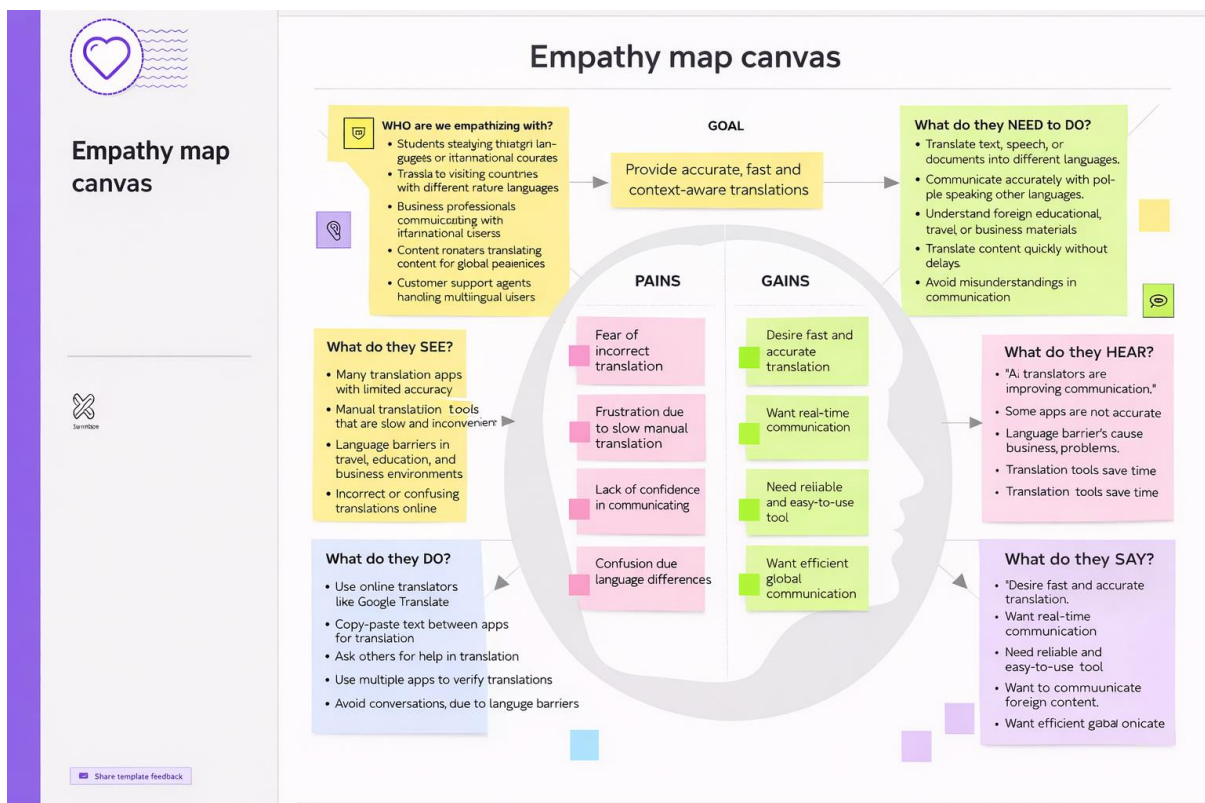 Empathy map
canvas
Share template feedback
Empathy map canvas
WHO are we empathizing with?
• Students stealying thiatgri lan-
guges or iftarnational courates
• Trassla to visiting countncs
with different rature languages
• Business professionals
commuicating with
iftarnational users
• Content ronaters translating
content for global peaienices
• Customer support agents
handling multilingual uisers
GOAL
Provide accurate, fast and
context-aware translations
What do they NEED to DO?
• Translate text, speech, or
documents into different languages.
• Communicate accurately with pol-
ple speaking other languages.
• Understand foreign educational,
travel, or business materials
• Translate content quickly without
delays.
• Avoid misunderstandings in
communication
PAINS
Fear of
incorrect
translation
Frustration due
to slow manual
translation
Lack of confidence
in communicating
Confusion due
language differences
GAINS
Desire fast and
accurate
translation
Want real-time
communication
Need reliable
and easy-to-use
tool
Want efficient
global
communication
What do they SEE?
• Many translation apps
with limited accuracy
• Manual translatiion tools
that are slow and inconvenient
• Language barriers in
travel, education, and
business environments
• Incorrect or confusing
translations online
What do they HEAR?
• "Ai translators are
improving communication."
• Some apps are not accurate
• Language barrier's cause
business, problems.
• Translation tools save time
• Translation tools save time
What do they DO?
• Use online translators
like Google Translate
• Copy-paste text between apps
for translation
• Ask others for help in translation
• Use multiple apps to verify translations
• Avoid conversations, due to languge barriers
What do they SAY?
• "Desire fast and accurate
translation.
• Want real-time
communication
• Need reliable and
easy-to-use tool
• Want to commuunicate
foreign content.
• Want efficient gabal onicate